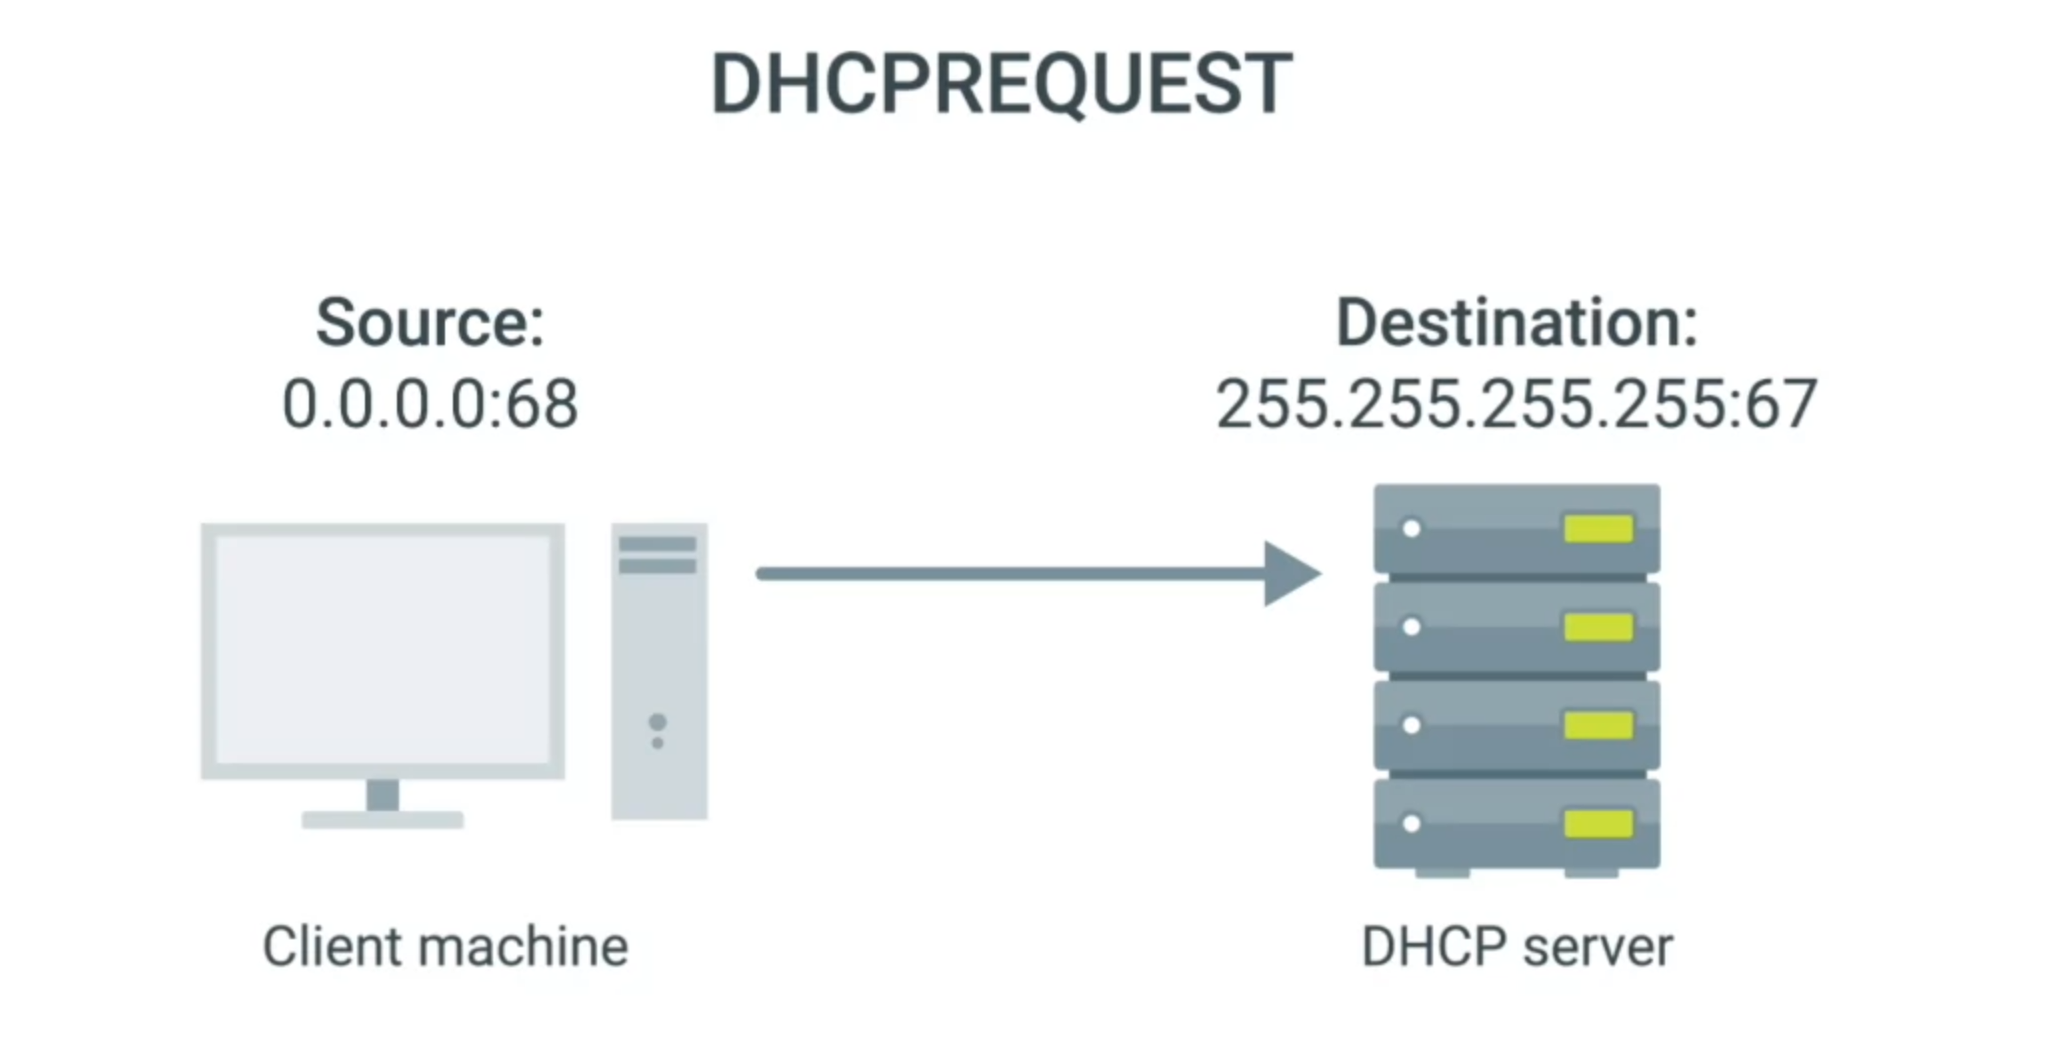 DHCPREQUEST
Source:
0.0.0.0:68
Destination:
255.255.255.255:67
Client machine
DHCP server